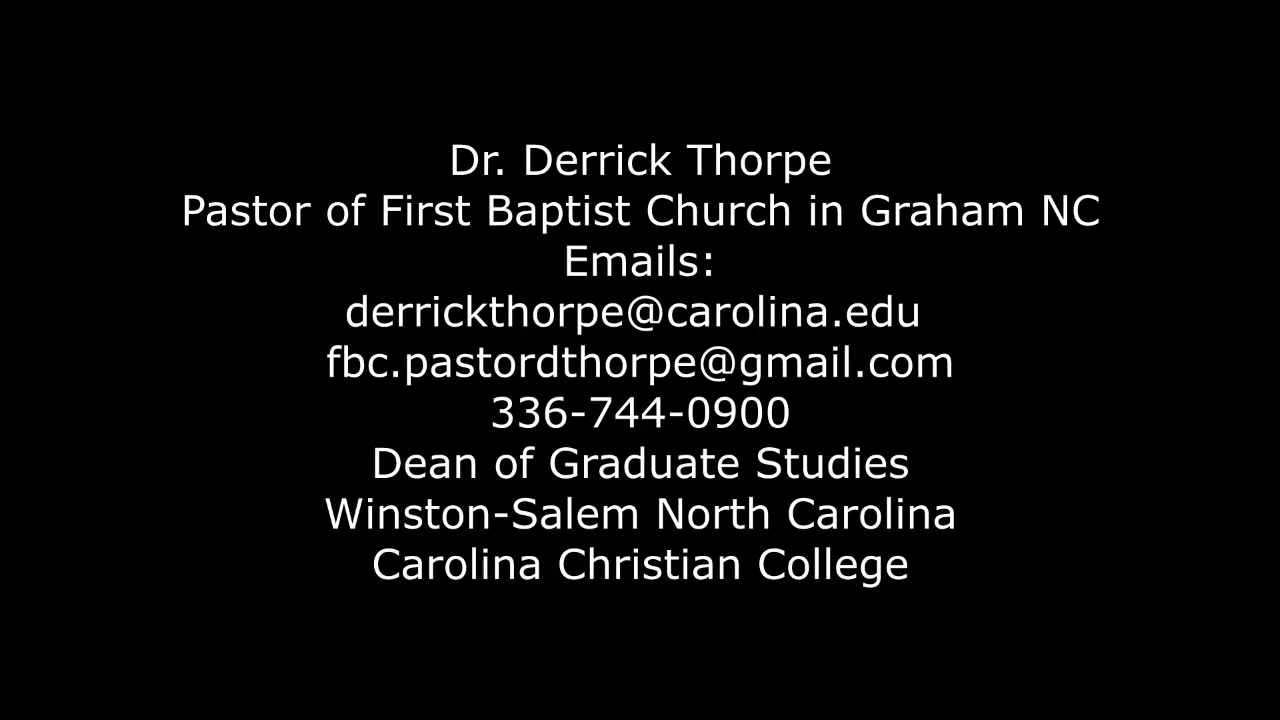 Dr. Derrick Thorpe
Pastor of First Baptist Church in Graham NC
Emails:
derrickthorpe@carolina.edu
fbc.pastordthorpe@gmail.com
336-744-0900
Dean of Graduate Studies
Winston-Salem North Carolina
Carolina Christian College